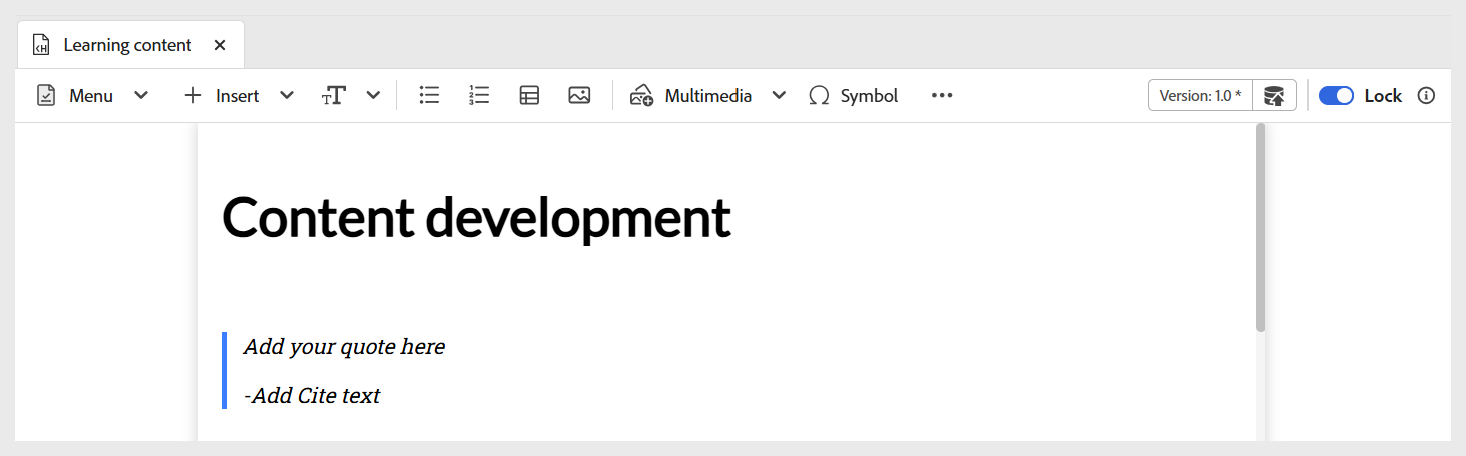 Learning content
Menu Insert Multimedia Symbol Version: 1.0 * Lock
Content development
Add your quote here
-Add Cite text